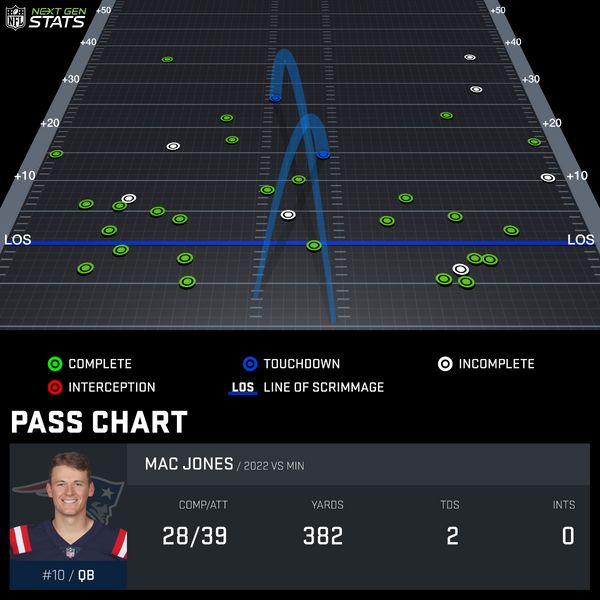 NFL NEXT GEN STATS
+50 +50
+40 +40
+30 +30
+20 +20
+10 +10
LOS LOS
COMPLETE TOUCHDOWN INCOMPLETE
INTERCEPTION LOS LINE OF SCRIMMAGE
PASS CHART
MAC JONES / 2022 VS MIN
COMP/ATT YARDS TDS INTS
28/39 382 2 0
#10 / QB